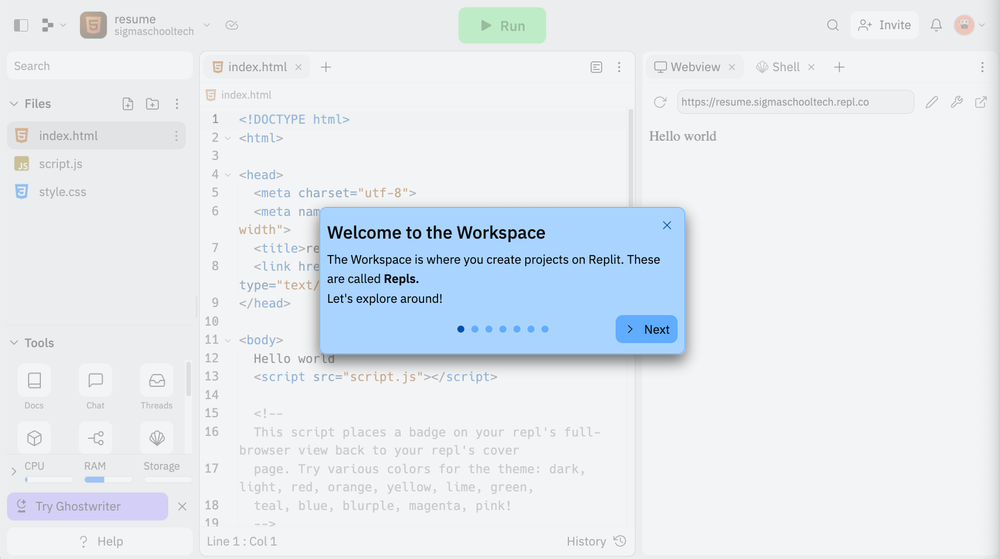 resume
sigmaschooltech
Run
Invite
Search
Files
index.html
JS script.js
style.css
Tools
Docs
Chat
Threads
CPU
RAM
Storage
Try Ghostwriter
Help
index.html
index.html
1 <!DOCTYPE html>
2 <html>
3
4 <head>
5 <meta charset="utf-8">
6 <meta nam
width">
7 <title>re
8 <link hre
type="text/
9 </head>
10
11 <body>
12 Hello world
13 <script src="script.js"></script>
14
15 <!--
16 This script places a badge on your repl's full-
browser view back to your repl's cover
17 page. Try various colors for the theme: dark,
light, red, orange, yellow, lime, green,
18 teal, blue, blurple, magenta, pink!
19 -->
Line 1 : Col 1
History
Welcome to the Workspace
The Workspace is where you create projects on Replit. These
are called Repls.
Let's explore around!
Next
Webview
Shell
https://resume.sigmaschooltech.repl.co
Hello world